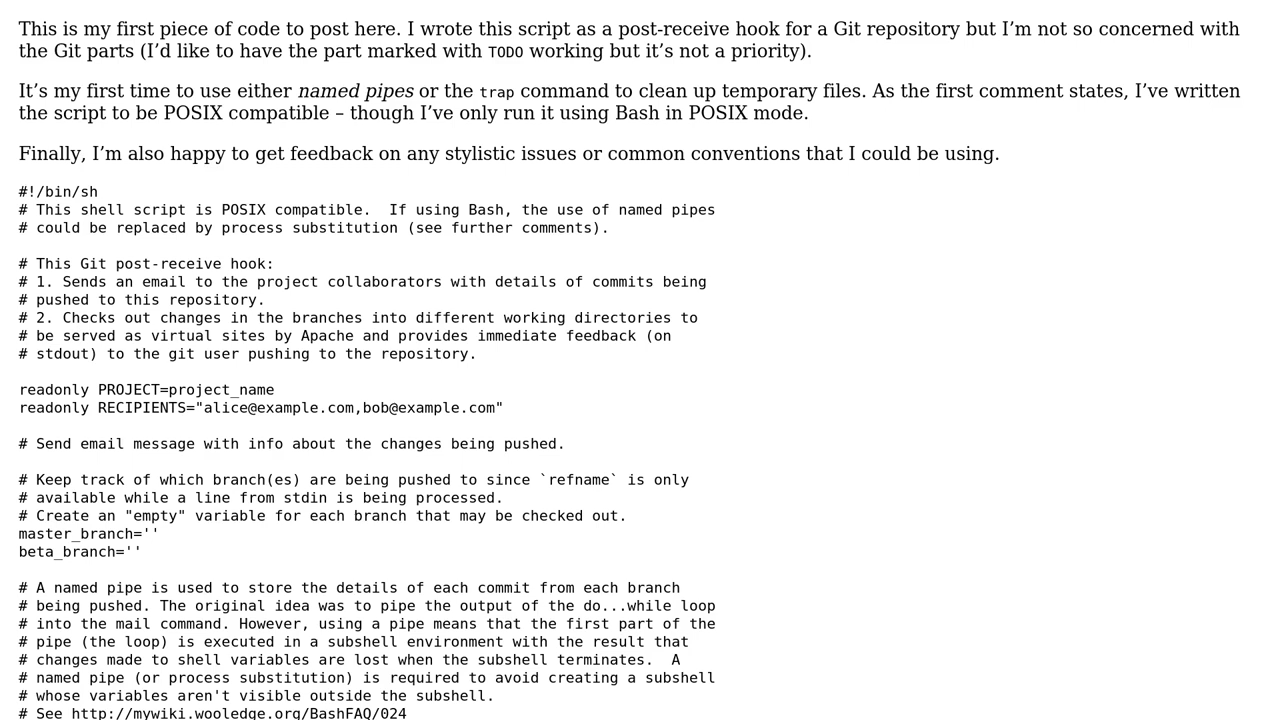 This is my first piece of code to post here. I wrote this script as a post-receive hook for a Git repository but I’m not so concerned with
the Git parts (I’d like to have the part marked with TODO working but it’s not a priority).
It’s my first time to use either named pipes or the trap command to clean up temporary files. As the first comment states, I’ve written
the script to be POSIX compatible – though I’ve only run it using Bash in POSIX mode.
Finally, I’m also happy to get feedback on any stylistic issues or common conventions that I could be using.
#!/bin/sh
# This shell script is POSIX compatible.  If using Bash, the use of named pipes
# could be replaced by process substitution (see further comments).
# This Git post-receive hook:
# 1. Sends an email to the project collaborators with details of commits being
# pushed to this repository.
# 2. Checks out changes in the branches into different working directories to
# be served as virtual sites by Apache and provides immediate feedback (on
# stdout) to the git user pushing to the repository.
readonly PROJECT=project_name
readonly RECIPIENTS="alice@example.com,bob@example.com"
# Send email message with info about the changes being pushed.
# Keep track of which branch(es) are being pushed to since `refname` is only
# available while a line from stdin is being processed.
# Create an "empty" variable for each branch that may be checked out.
master_branch=''
beta_branch=''
# A named pipe is used to store the details of each commit from each branch
# being pushed. The original idea was to pipe the output of the do...while loop
# into the mail command. However, using a pipe means that the first part of the
# pipe (the loop) is executed in a subshell environment with the result that
# changes made to shell variables are lost when the subshell terminates.  A
# named pipe (or process substitution) is required to avoid creating a subshell
# whose variables aren't visible outside the subshell.
# See http://mywiki.wooledge.org/BashFAQ/024